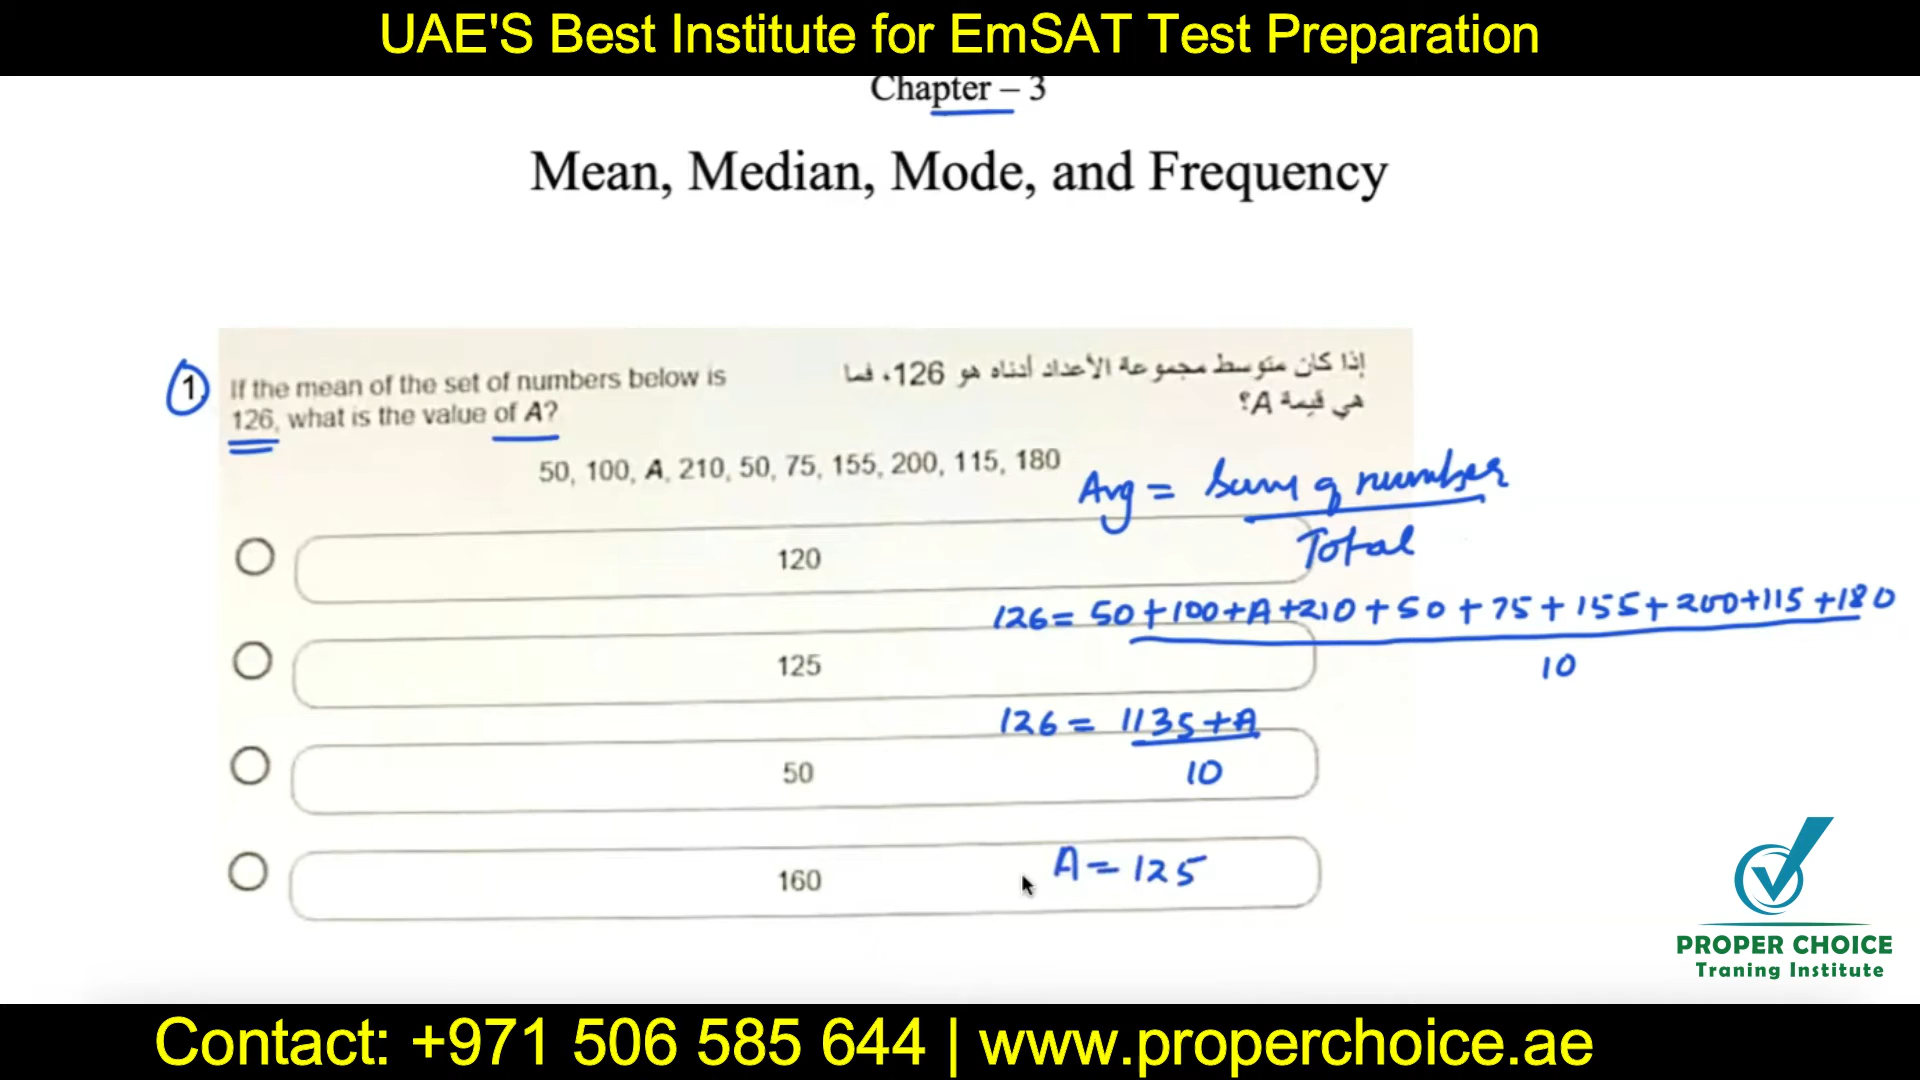 UAE'S Best Institute for EmSAT Test Preparation
Chapter – 3
Mean, Median, Mode, and Frequency
1. If the mean of the set of numbers below is
126, what is the value of A?
إذا كان متوسط مجموعة الأعداد أدناه هو 126، فما
هي قيمة A؟
50, 100, A, 210, 50, 75, 155, 200, 115, 180
Avg = Sum of number
Total
120
126 = 50+100+A+210+50+75+155+200+115+180
10
125
126 = 1135+A
10
50
160
A = 125
PROPER CHOICE
Traning Institute
Contact: +971 506 585 644 | www.properchoice.ae